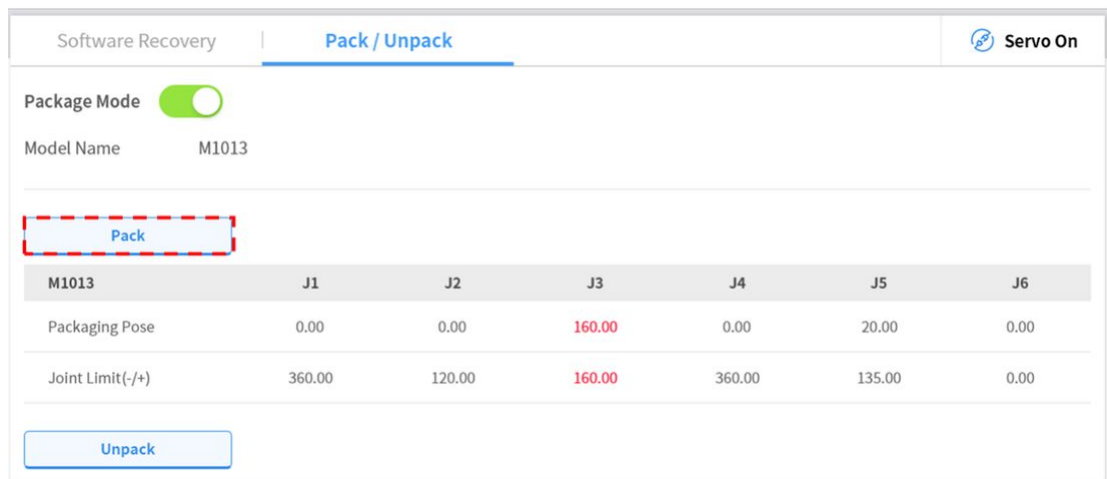 Software Recovery Pack / Unpack Servo On
Package Mode
Model Name M1013
Pack
M1013 J1 J2 J3 J4 J5 J6
Packaging Pose 0.00 0.00 160.00 0.00 20.00 0.00
Joint Limit(-/+) 360.00 120.00 160.00 360.00 135.00 0.00
Unpack